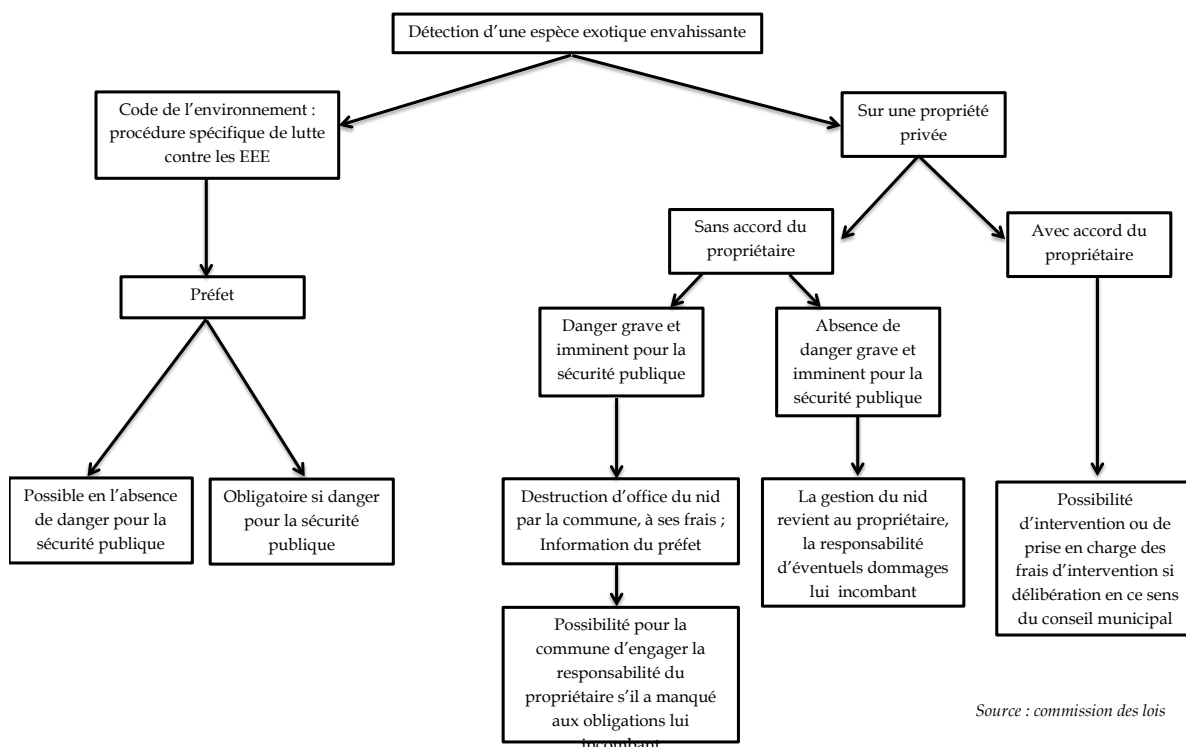 Détection d’une espèce exotique envahissante
Code de l’environnement :
procédure spécifique de lutte
contre les EEE
Sur une propriété
privée
Sans accord du
propriétaire
Avec accord du
propriétaire
Préfet
Danger grave et
imminent pour la
sécurité publique
Absence de
danger grave et
imminent pour la
sécurité publique
Possible en l’absence
de danger pour la
sécurité publique
Obligatoire si danger
pour la sécurité
publique
Destruction d’office du nid
par la commune, à ses frais ;
Information du préfet
La gestion du nid
revient au propriétaire,
la responsabilité
d’éventuels dommages
lui incombant
Possibilité
d’intervention ou de
prise en charge des
frais d’intervention si
délibération en ce sens
du conseil municipal
Possibilité pour la
commune d’engager la
responsabilité du
propriétaire s’il a manqué
aux obligations lui
incombant
Source : commission des lois